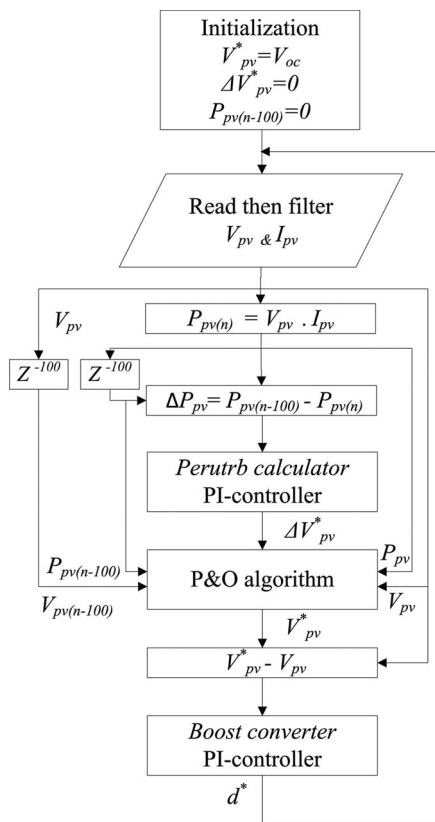 Initialization
V*pv=Voc
ΔV*pv=0
Ppv(n-100)=0
Read then filter
Vpv & Ipv
Vpv
Ppv(n) = Vpv . Ipv
Z-100
Z-100
ΔPpv= Ppv(n-100) - Ppv(n)
Perutrb calculator
PI-controller
ΔV*pv
Ppv(n-100)
Vpv(n-100)
P&O algorithm
Ppv
Vpv
V*pv
V*pv - Vpv
Boost converter
PI-controller
d*